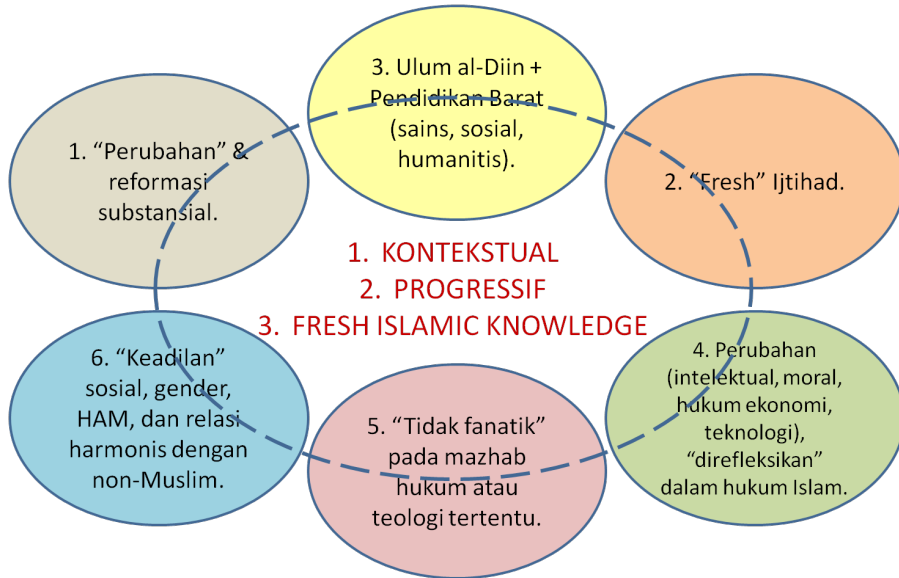 3. Ulum al-Diin +
Pendidikan Barat
(sains, sosial,
humanitis).
1. “Perubahan” &
reformasi
substansial.
2. “Fresh” Ijtihad.
1. KONTEKSTUAL
2. PROGRESSIF
3. FRESH ISLAMIC KNOWLEDGE
6. “Keadilan”
sosial, gender,
HAM, dan relasi
harmonis dengan
non-Muslim.
5. “Tidak fanatik”
pada mazhab
hukum atau
teologi tertentu.
4. Perubahan
(intelektual, moral,
hukum ekonomi,
teknologi),
“direfleksikan”
dalam hukum Islam.